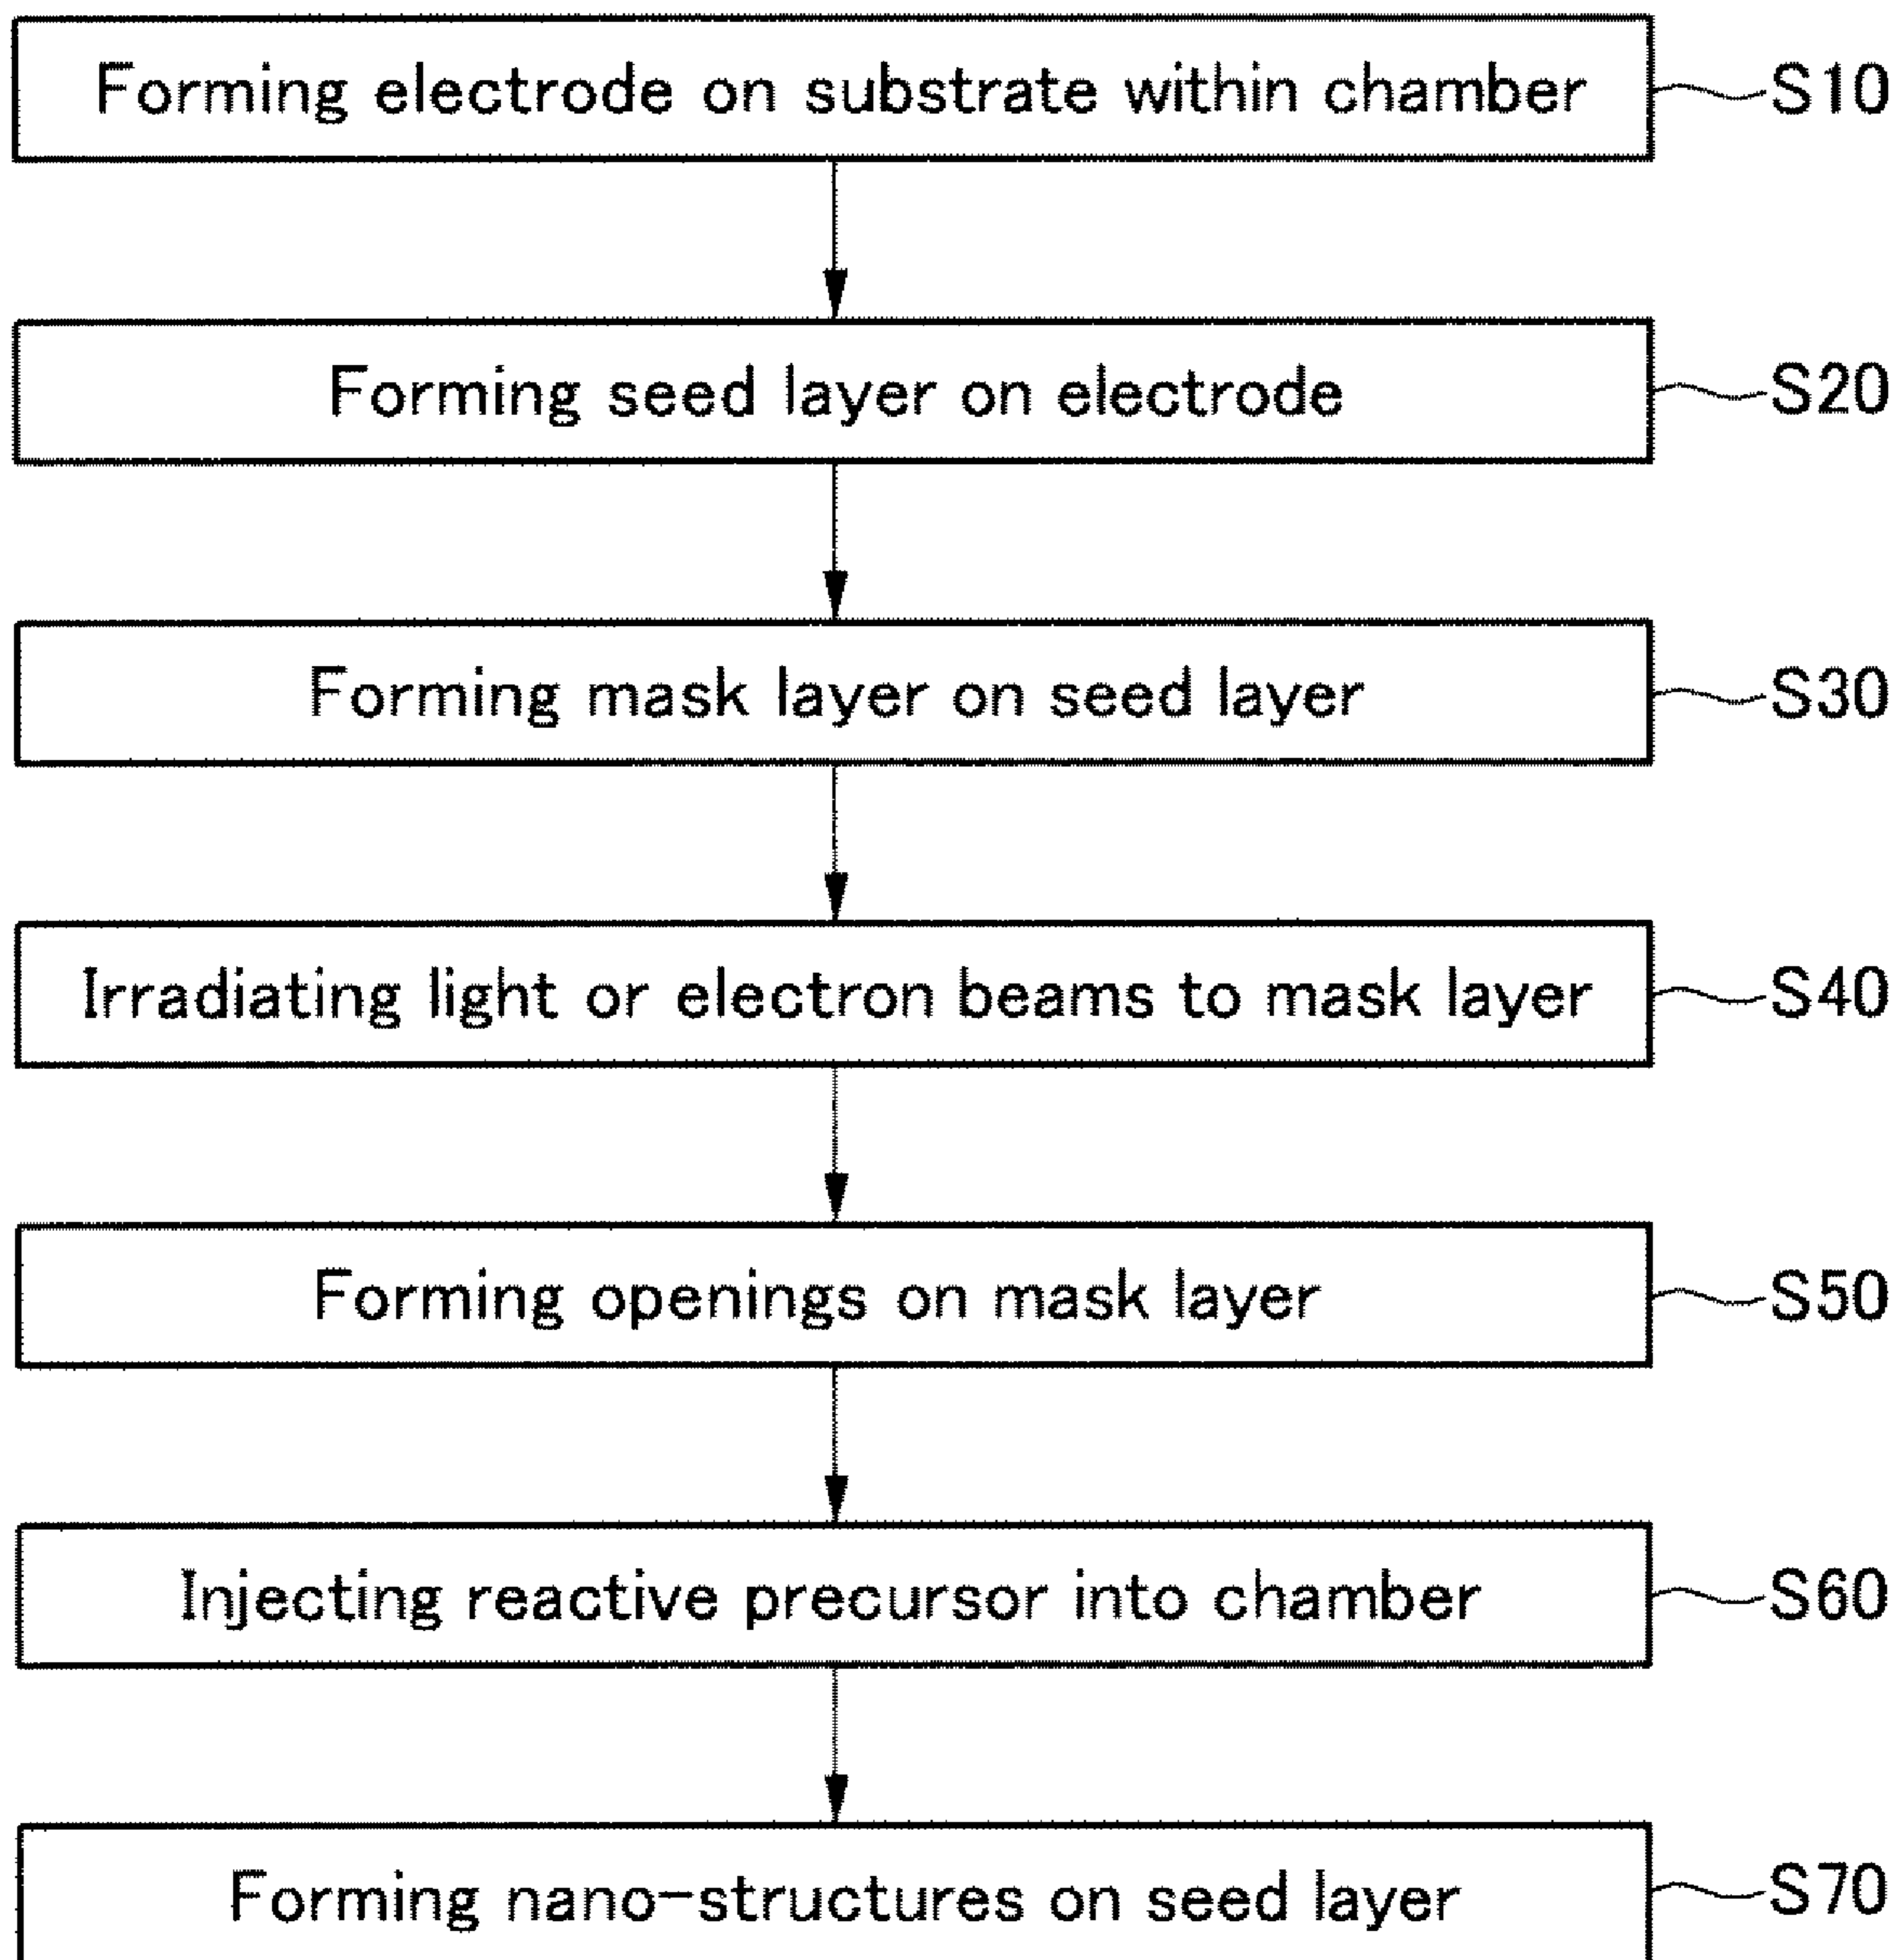 Forming electrode on substrate within chamber S10
Forming seed layer on electrode S20
Forming mask layer on seed layer S30
Irradiating light or electron beams to mask layer S40
Forming openings on mask layer S50
Injecting reactive precursor into chamber S60
Forming nano-structures on seed layer S70